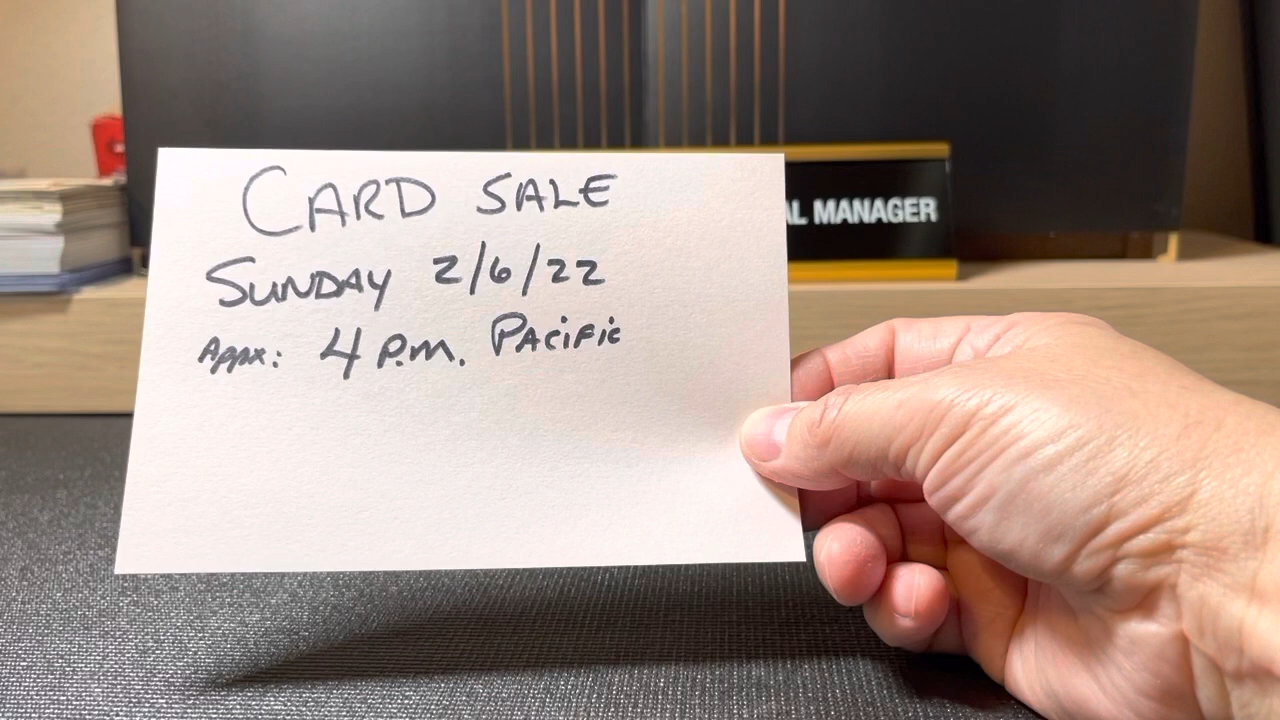 CARD SALE
SUNDAY 2/6/22
APPX: 4 P.M. PACIFIC
AL MANAGER